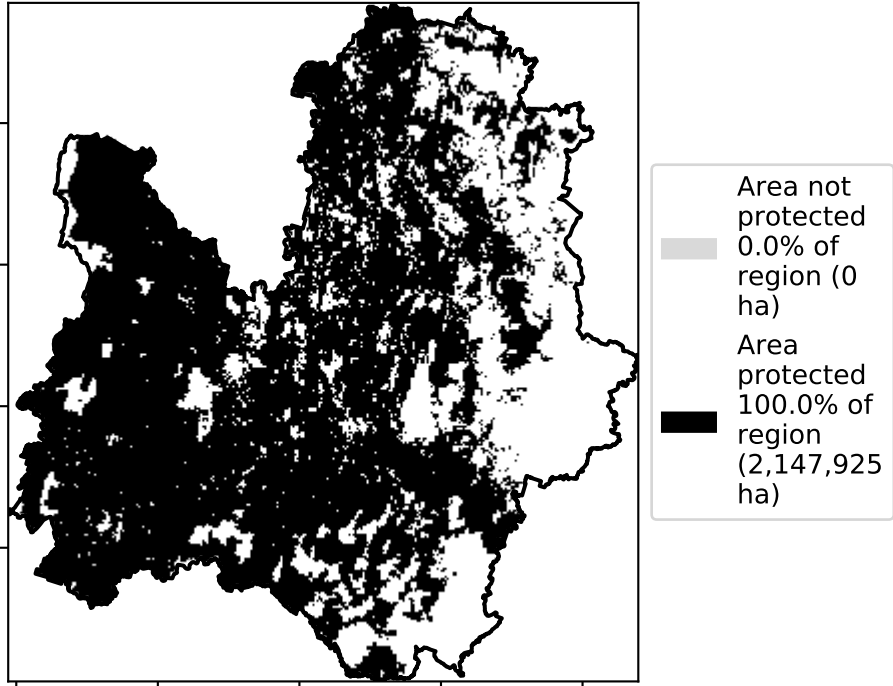 Area not
protected
0.0% of
region (0
ha)
Area
protected
100.0% of
region
(2,147,925
ha)